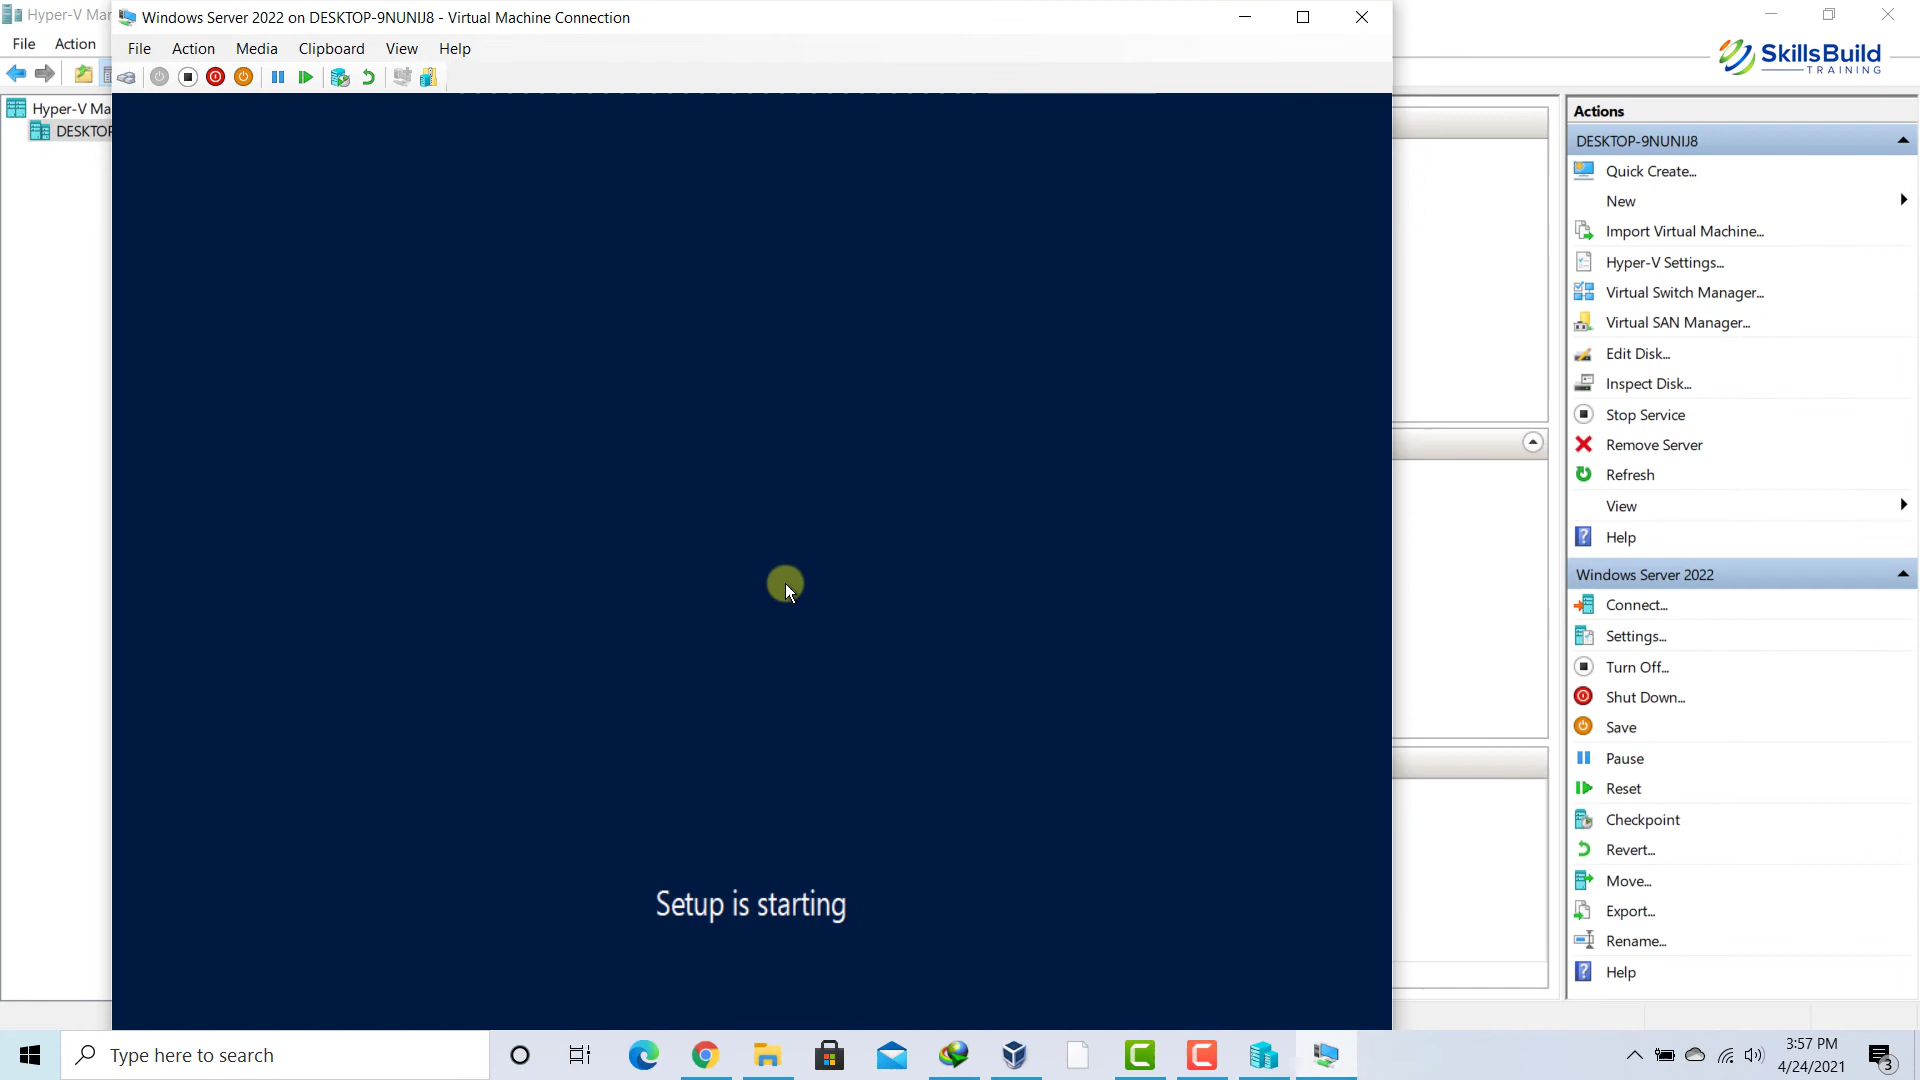 Hyper-V Mar
File Action
Windows Server 2022 on DESKTOP-9NUNIJ8 - Virtual Machine Connection
File Action Media Clipboard View Help
Hyper-V Ma
DESKTOP
Setup is starting
SkillsBuild
TRAINING
Actions
DESKTOP-9NUNIJ8
Quick Create...
New
Import Virtual Machine...
Hyper-V Settings...
Virtual Switch Manager...
Virtual SAN Manager...
Edit Disk...
Inspect Disk...
Stop Service
Remove Server
Refresh
View
Help
Windows Server 2022
Connect...
Settings...
Turn Off...
Shut Down...
Save
Pause
Reset
Checkpoint
Revert...
Move...
Export...
Rename...
Help
Type here to search
3:57 PM
4/24/2021
3